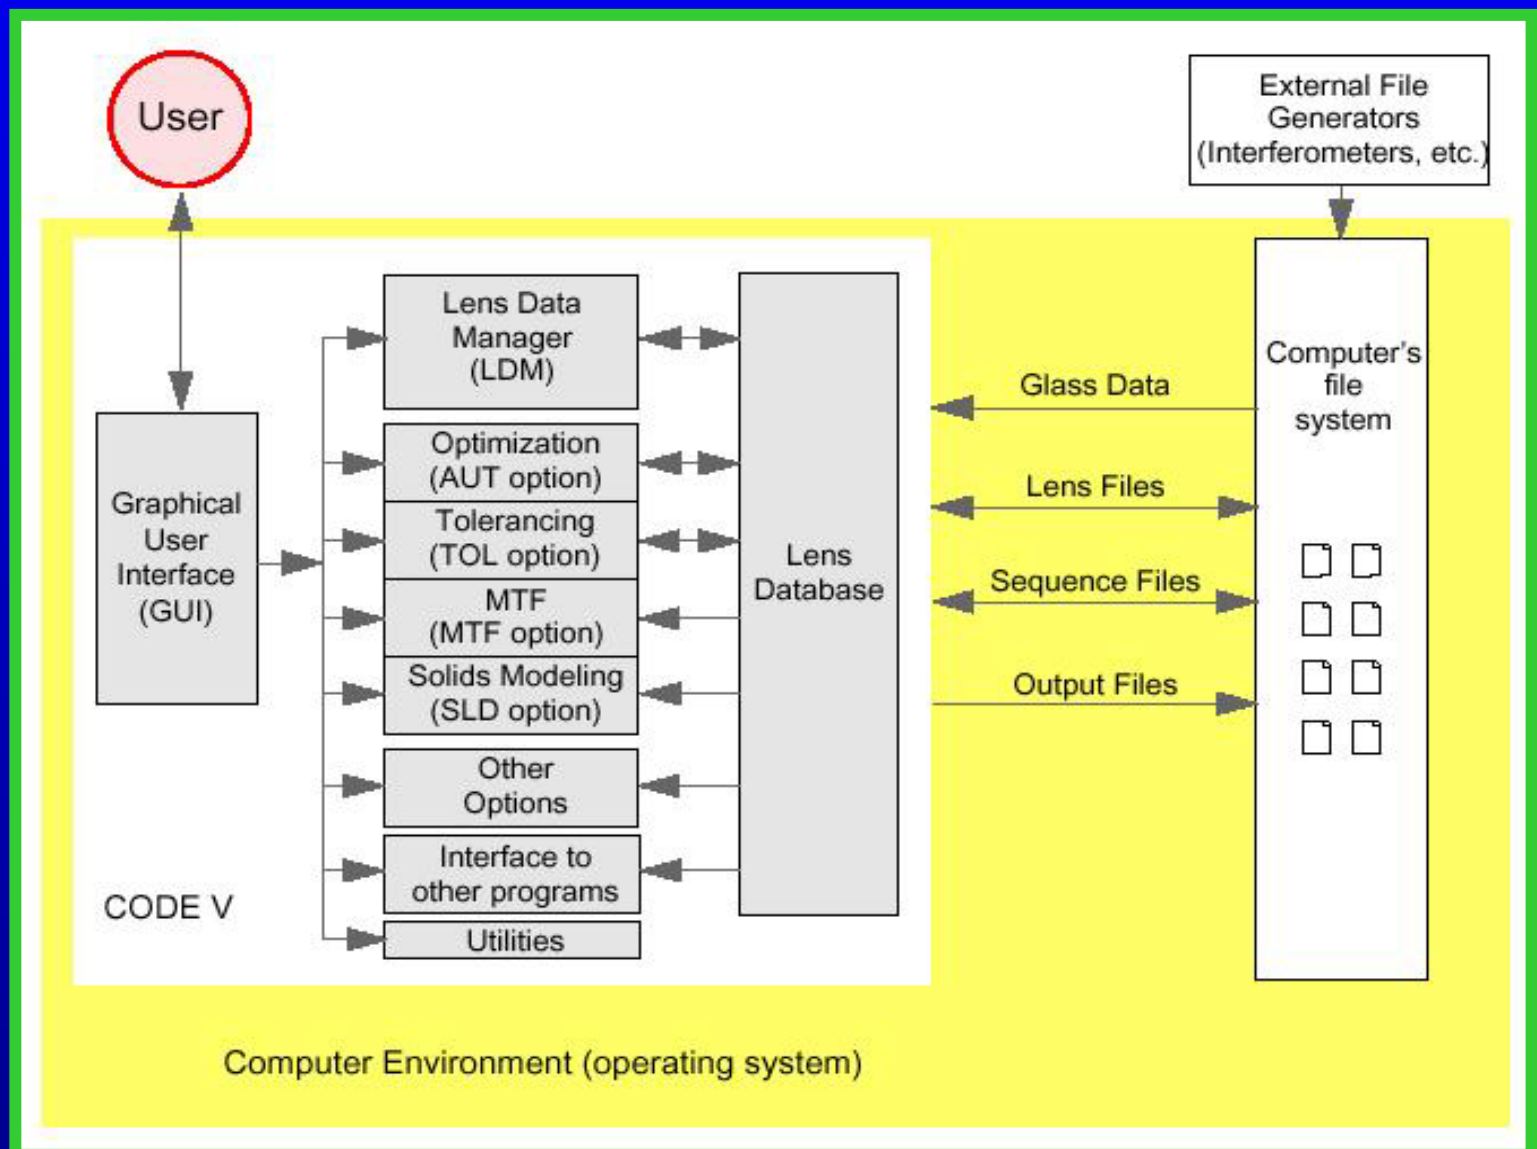 User
External File
Generators
(Interferometers, etc.)
Lens Data
Manager
(LDM)
Optimization
(AUT option)
Tolerancing
(TOL option)
MTF
(MTF option)
Solids Modeling
(SLD option)
Other
Options
Interface to
other programs
Utilities
Graphical
User
Interface
(GUI)
Lens
Database
Glass Data
Lens Files
Sequence Files
Output Files
Computer's
file
system
CODE V
Computer Environment (operating system)